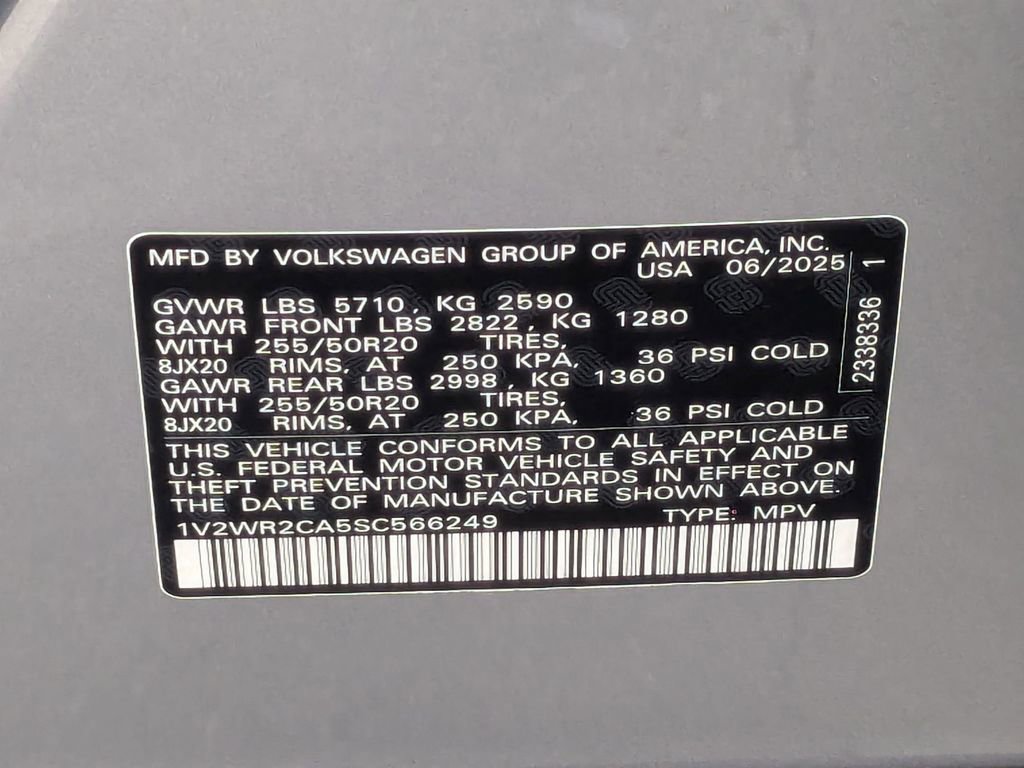 MFD BY VOLKSWAGEN GROUP OF AMERICA, INC.
USA 06/2025
GVWR LBS 5710, KG 2590
GAWR FRONT LBS 2822, KG 1280
WITH 255/50R20 TIRES,
8JX20 RIMS, AT 250 KPA, 36 PSI COLD
GAWR REAR LBS 2998, KG 1360
WITH 255/50R20 TIRES,
8JX20 RIMS, AT 250 KPA, 36 PSI COLD
THIS VEHICLE CONFORMS TO ALL APPLICABLE
U.S. FEDERAL MOTOR VEHICLE SAFETY AND
THEFT PREVENTION STANDARDS IN EFFECT ON
THE DATE OF MANUFACTURE SHOWN ABOVE.
1V2WR2CA5SC566249 TYPE: MPV
2338336 1